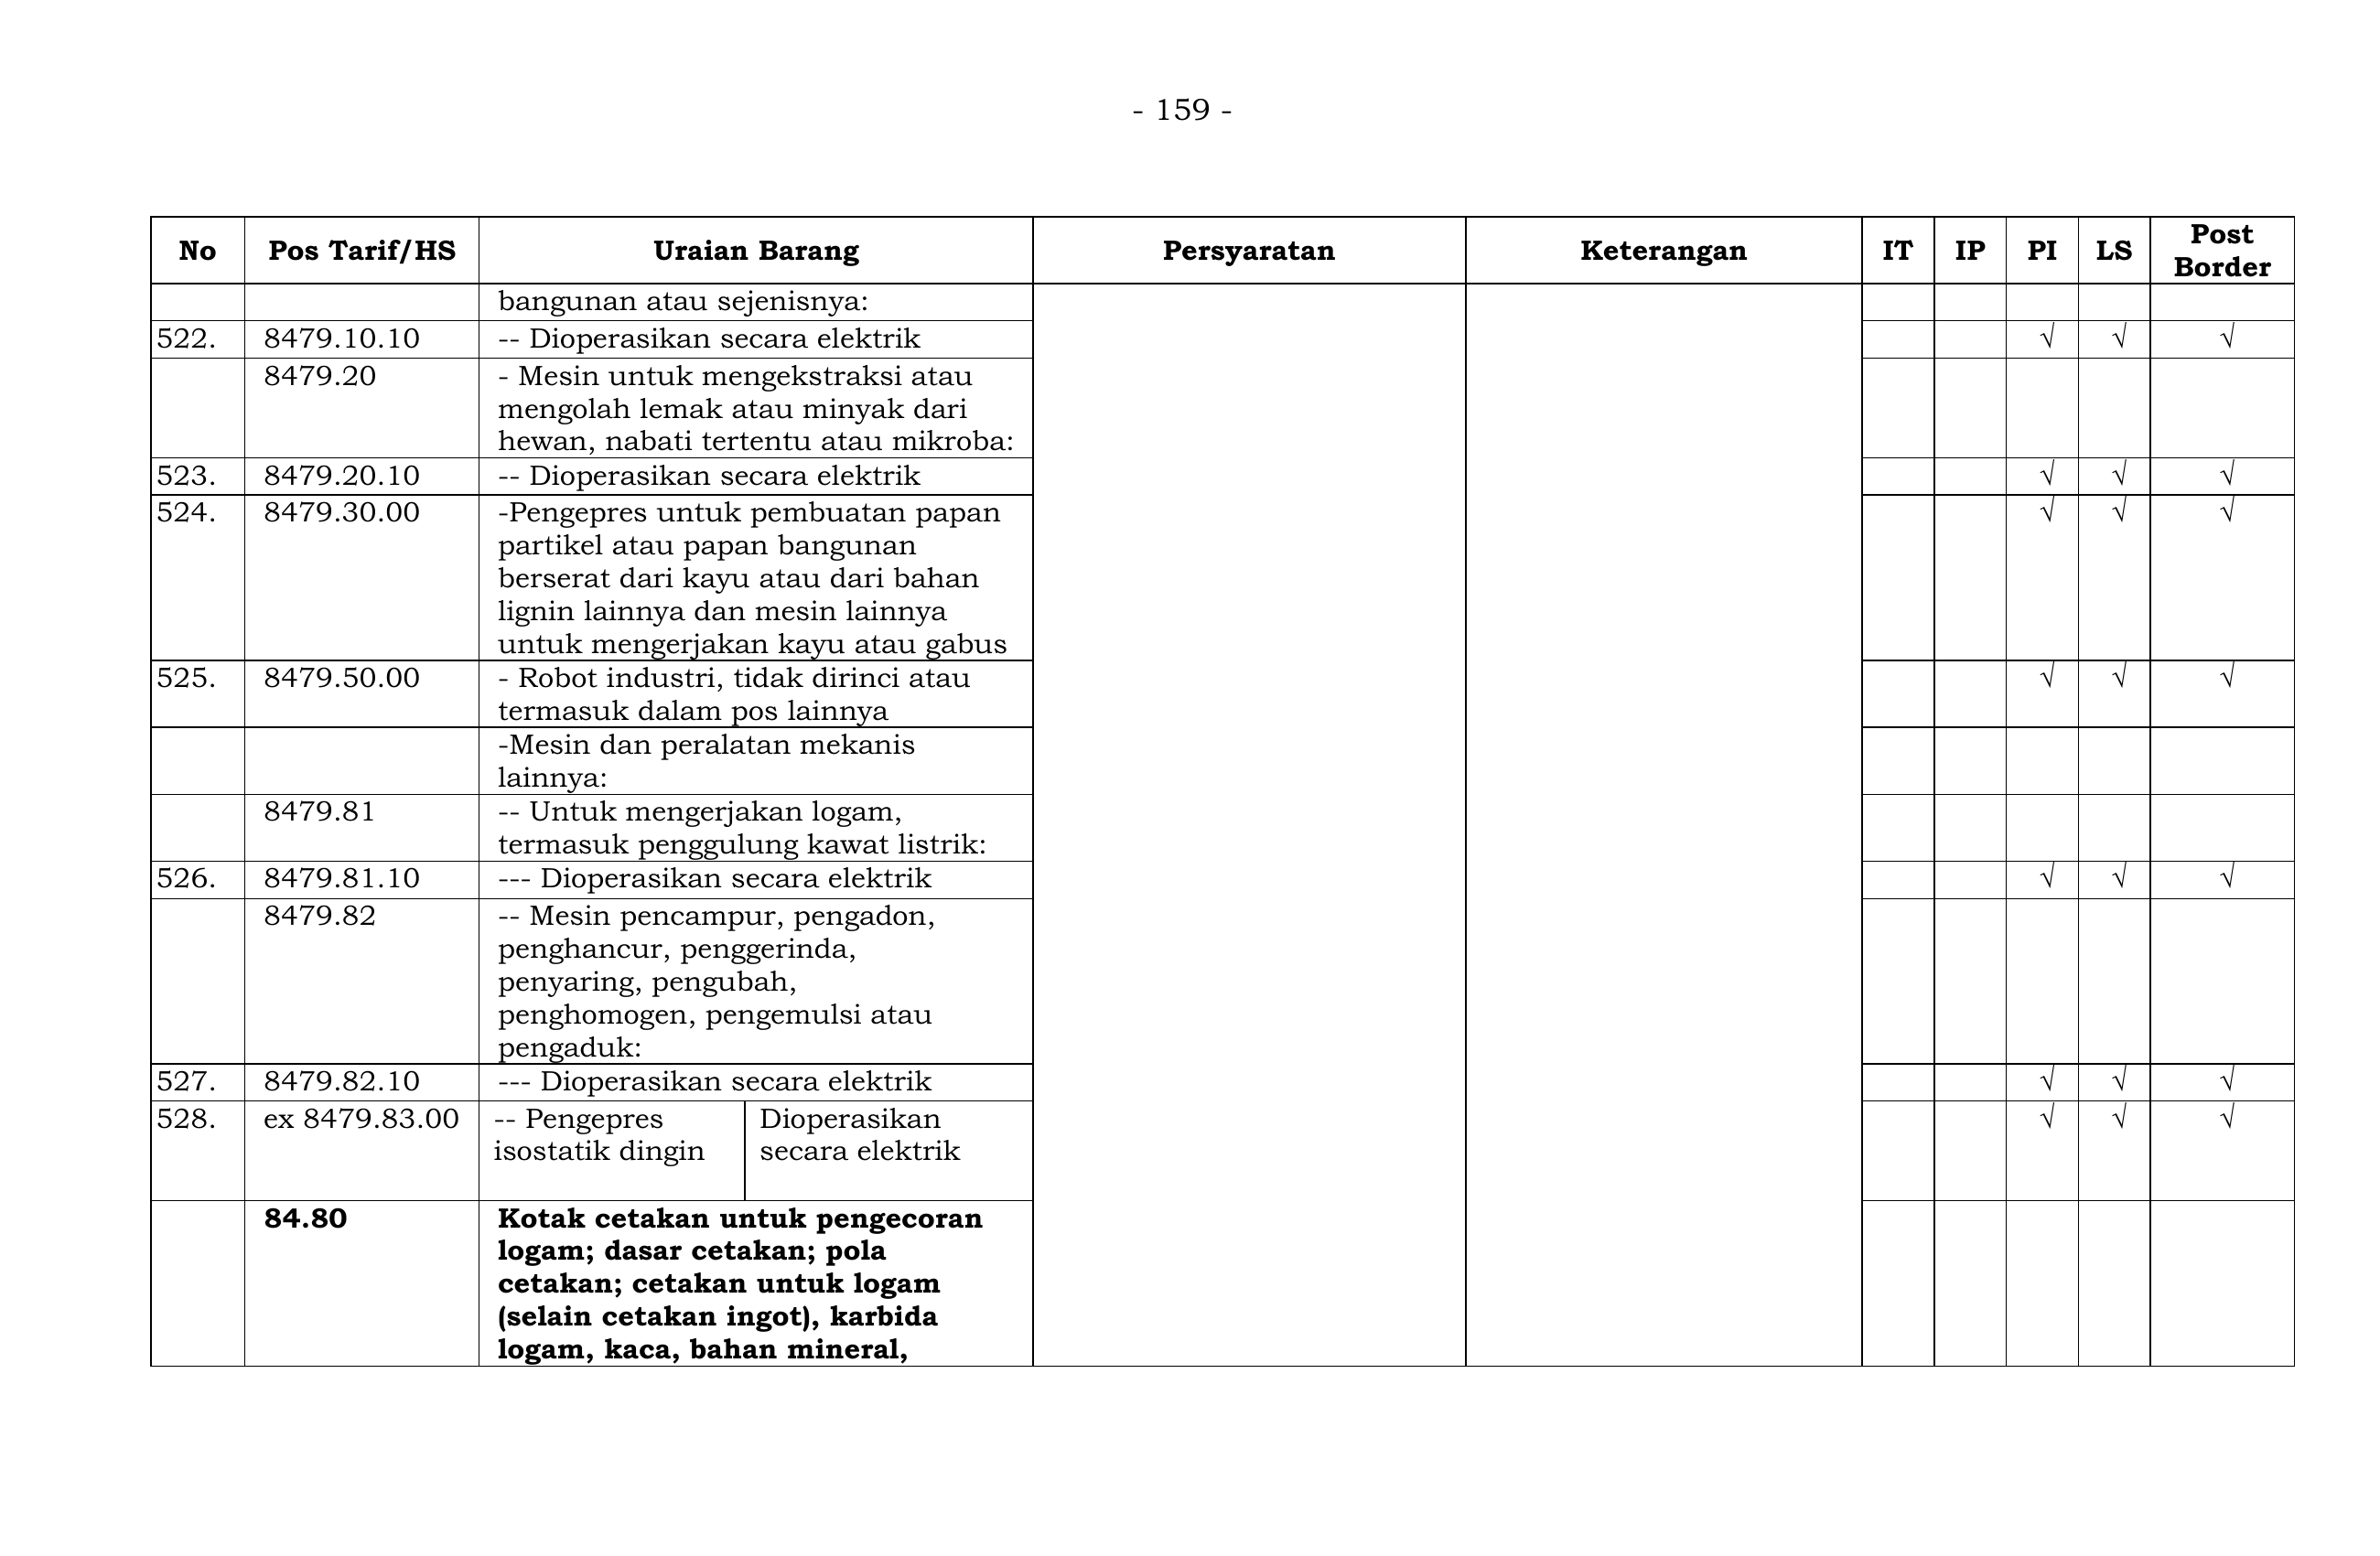 - 159 -
No Pos Tarif/HS Uraian Barang Persyaratan Keterangan IT IP PI LS Post Border
bangunan atau sejenisnya:
522. 8479.10.10 -- Dioperasikan secara elektrik √ √ √
8479.20 - Mesin untuk mengekstraksi atau
mengolah lemak atau minyak dari
hewan, nabati tertentu atau mikroba:
523. 8479.20.10 -- Dioperasikan secara elektrik √ √ √
524. 8479.30.00 -Pengepres untuk pembuatan papan √ √ √
partikel atau papan bangunan
berserat dari kayu atau dari bahan
lignin lainnya dan mesin lainnya
untuk mengerjakan kayu atau gabus
525. 8479.50.00 - Robot industri, tidak dirinci atau √ √ √
termasuk dalam pos lainnya
-Mesin dan peralatan mekanis
lainnya:
8479.81 -- Untuk mengerjakan logam,
termasuk penggulung kawat listrik:
526. 8479.81.10 --- Dioperasikan secara elektrik √ √ √
8479.82 -- Mesin pencampur, pengadon,
penghancur, penggerinda,
penyaring, pengubah,
penghomogen, pengemulsi atau
pengaduk:
527. 8479.82.10 --- Dioperasikan secara elektrik √ √ √
528. ex 8479.83.00 -- Pengepres Dioperasikan √ √ √
isostatik dingin secara elektrik
84.80 Kotak cetakan untuk pengecoran
logam; dasar cetakan; pola
cetakan; cetakan untuk logam
(selain cetakan ingot), karbida
logam, kaca, bahan mineral,